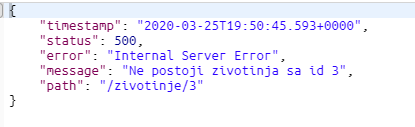 {
"timestamp": "2020-03-25T19:50:45.593+0000",
"status": 500,
"error": "Internal Server Error",
"message": "Ne postoji zivotinja sa id 3",
"path": "/zivotinje/3"
}